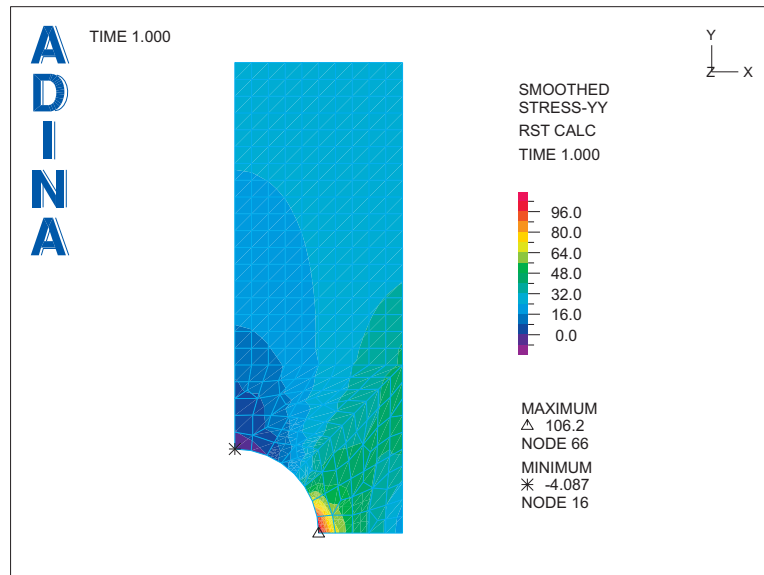 ADINA
TIME 1.000
Y
Z X
SMOOTHED
STRESS-YY
RST CALC
TIME 1.000
96.0
80.0
64.0
48.0
32.0
16.0
0.0
MAXIMUM
△ 106.2
NODE 66
MINIMUM
✳ -4.087
NODE 16